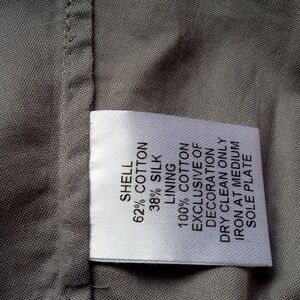 SHELL
62% COTTON
38% SILK
LINING
100% COTTON
EXCLUSIVE OF
DECORATION
DRY CLEAN ONLY
IRON AT MEDIUM
SOLE PLATE